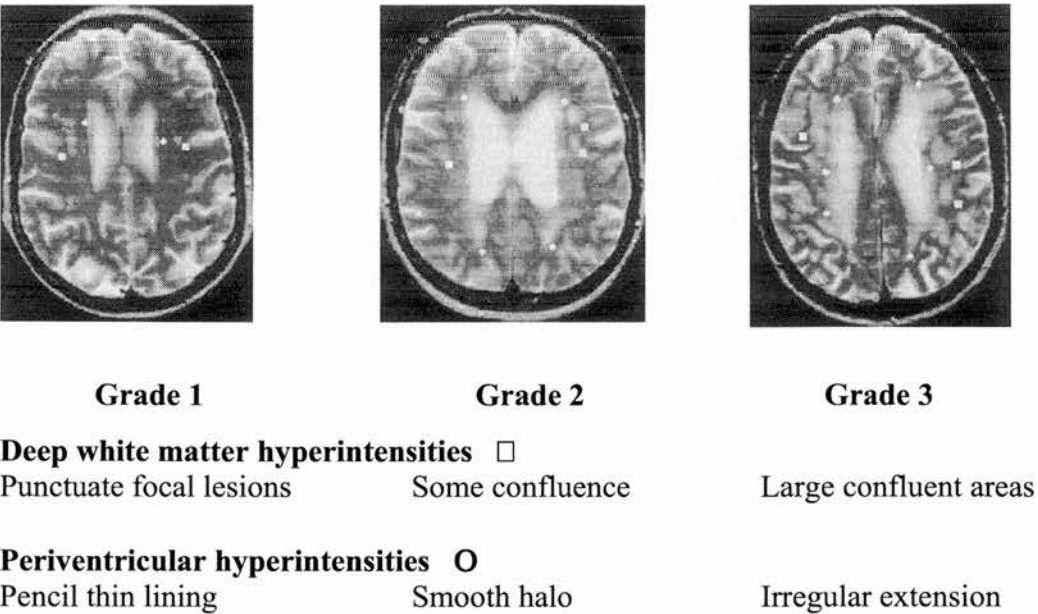 Grade 1 Grade 2 Grade 3
Deep white matter hyperintensities □
Punctuate focal lesions Some confluence Large confluent areas
Periventricular hyperintensities O
Pencil thin lining Smooth halo Irregular extension